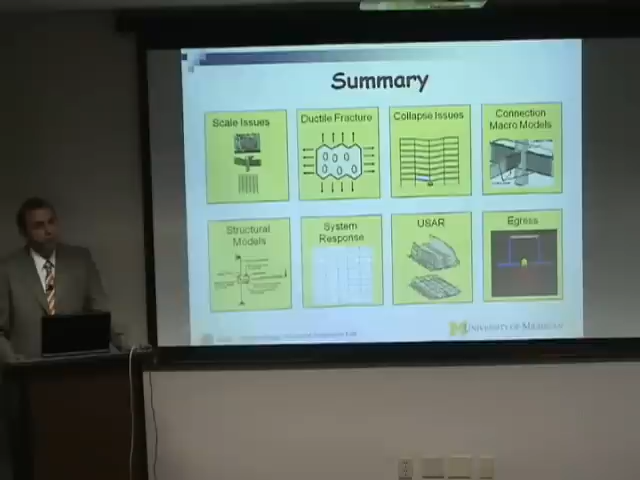 Summary
Scale Issues
Ductile Fracture
Collapse Issues
Connection
Macro Models
Structural
Models
System
Response
USAR
Egress
UNIVERSITY OF MICHIGAN